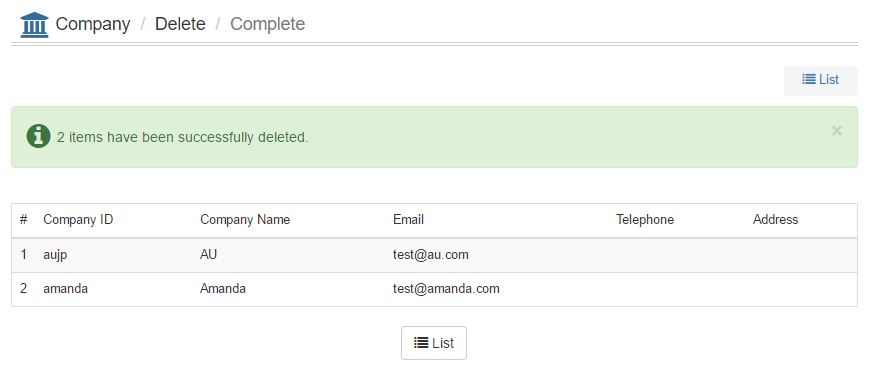 Company / Delete / Complete
List
2 items have been successfully deleted. ×
# Company ID Company Name Email Telephone Address
1 aujp AU test@au.com
2 amanda Amanda test@amanda.com
List